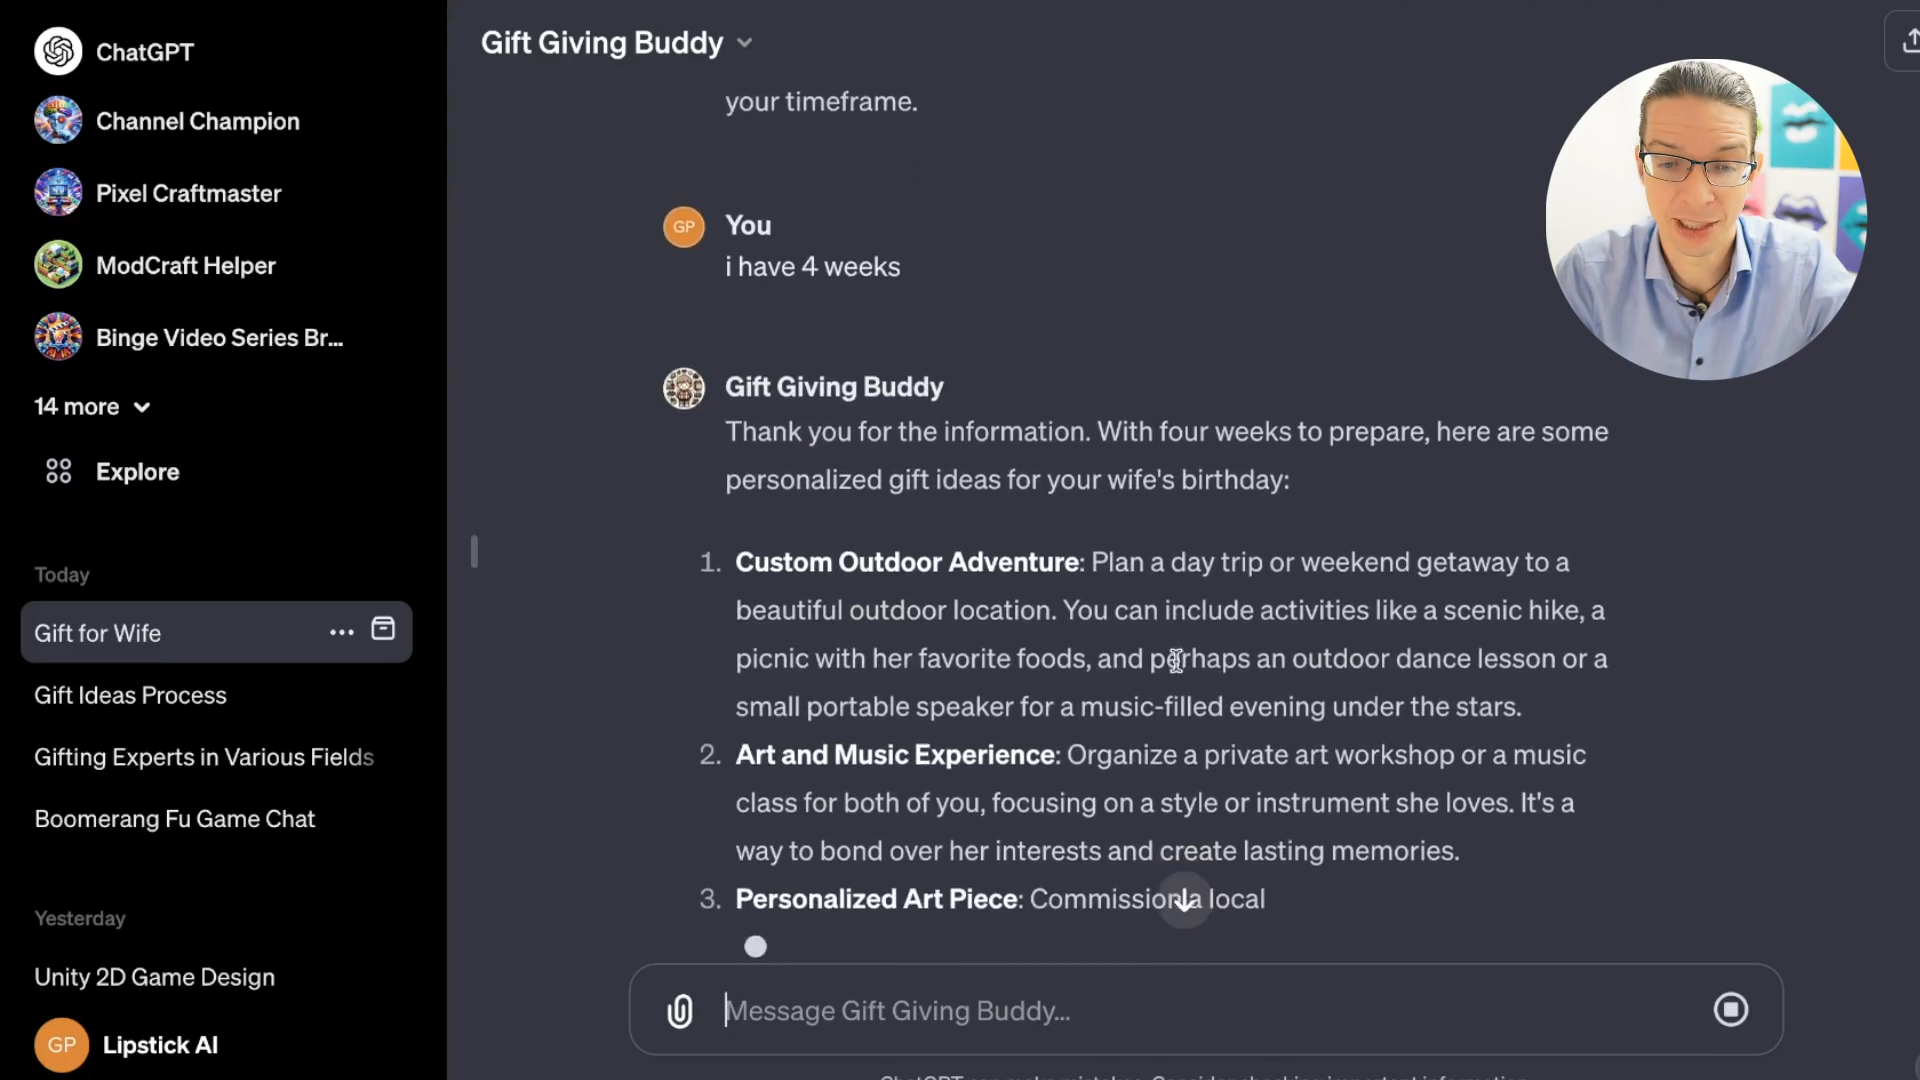 ChatGPT
Channel Champion
Pixel Craftmaster
ModCraft Helper
Binge Video Series Br...
14 more
Explore
Today
Gift for Wife
Gift Ideas Process
Gifting Experts in Various Fields
Boomerang Fu Game Chat
Yesterday
Unity 2D Game Design
GP
Lipstick AI
Gift Giving Buddy
your timeframe.
GP
You
i have 4 weeks
Gift Giving Buddy
Thank you for the information. With four weeks to prepare, here are some
personalized gift ideas for your wife's birthday:
1. Custom Outdoor Adventure: Plan a day trip or weekend getaway to a
beautiful outdoor location. You can include activities like a scenic hike, a
picnic with her favorite foods, and perhaps an outdoor dance lesson or a
small portable speaker for a music-filled evening under the stars.
2. Art and Music Experience: Organize a private art workshop or a music
class for both of you, focusing on a style or instrument she loves. It's a
way to bond over her interests and create lasting memories.
3. Personalized Art Piece: Commission a local
Message Gift Giving Buddy...